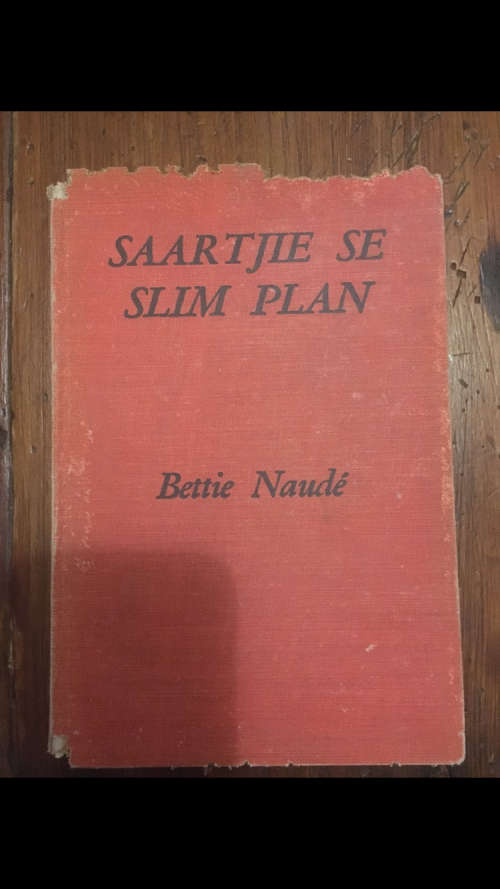 SAARTJIE SE
SLIM PLAN
Bettie Naudé